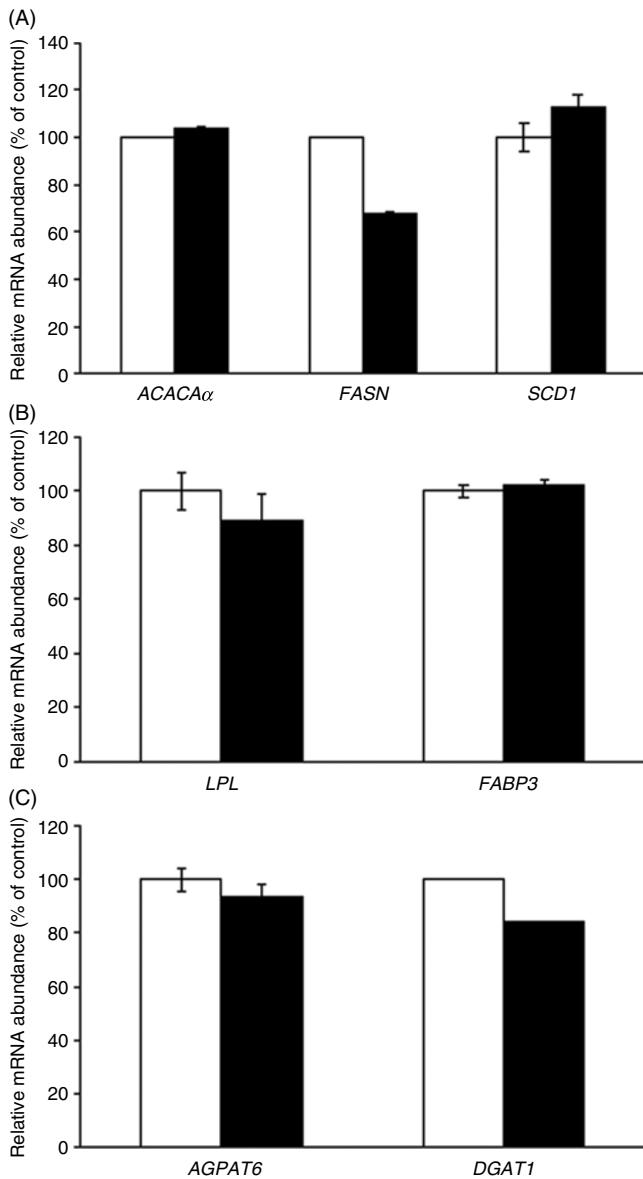 (A)
Relative mRNA abundance (% of control)
140
120
100
80
60
40
20
0
ACACAα FASN SCD1
(B)
Relative mRNA abundance (% of control)
120
100
80
60
40
20
0
LPL FABP3
(C)
Relative mRNA abundance (% of control)
120
100
80
60
40
20
0
AGPAT6 DGAT1